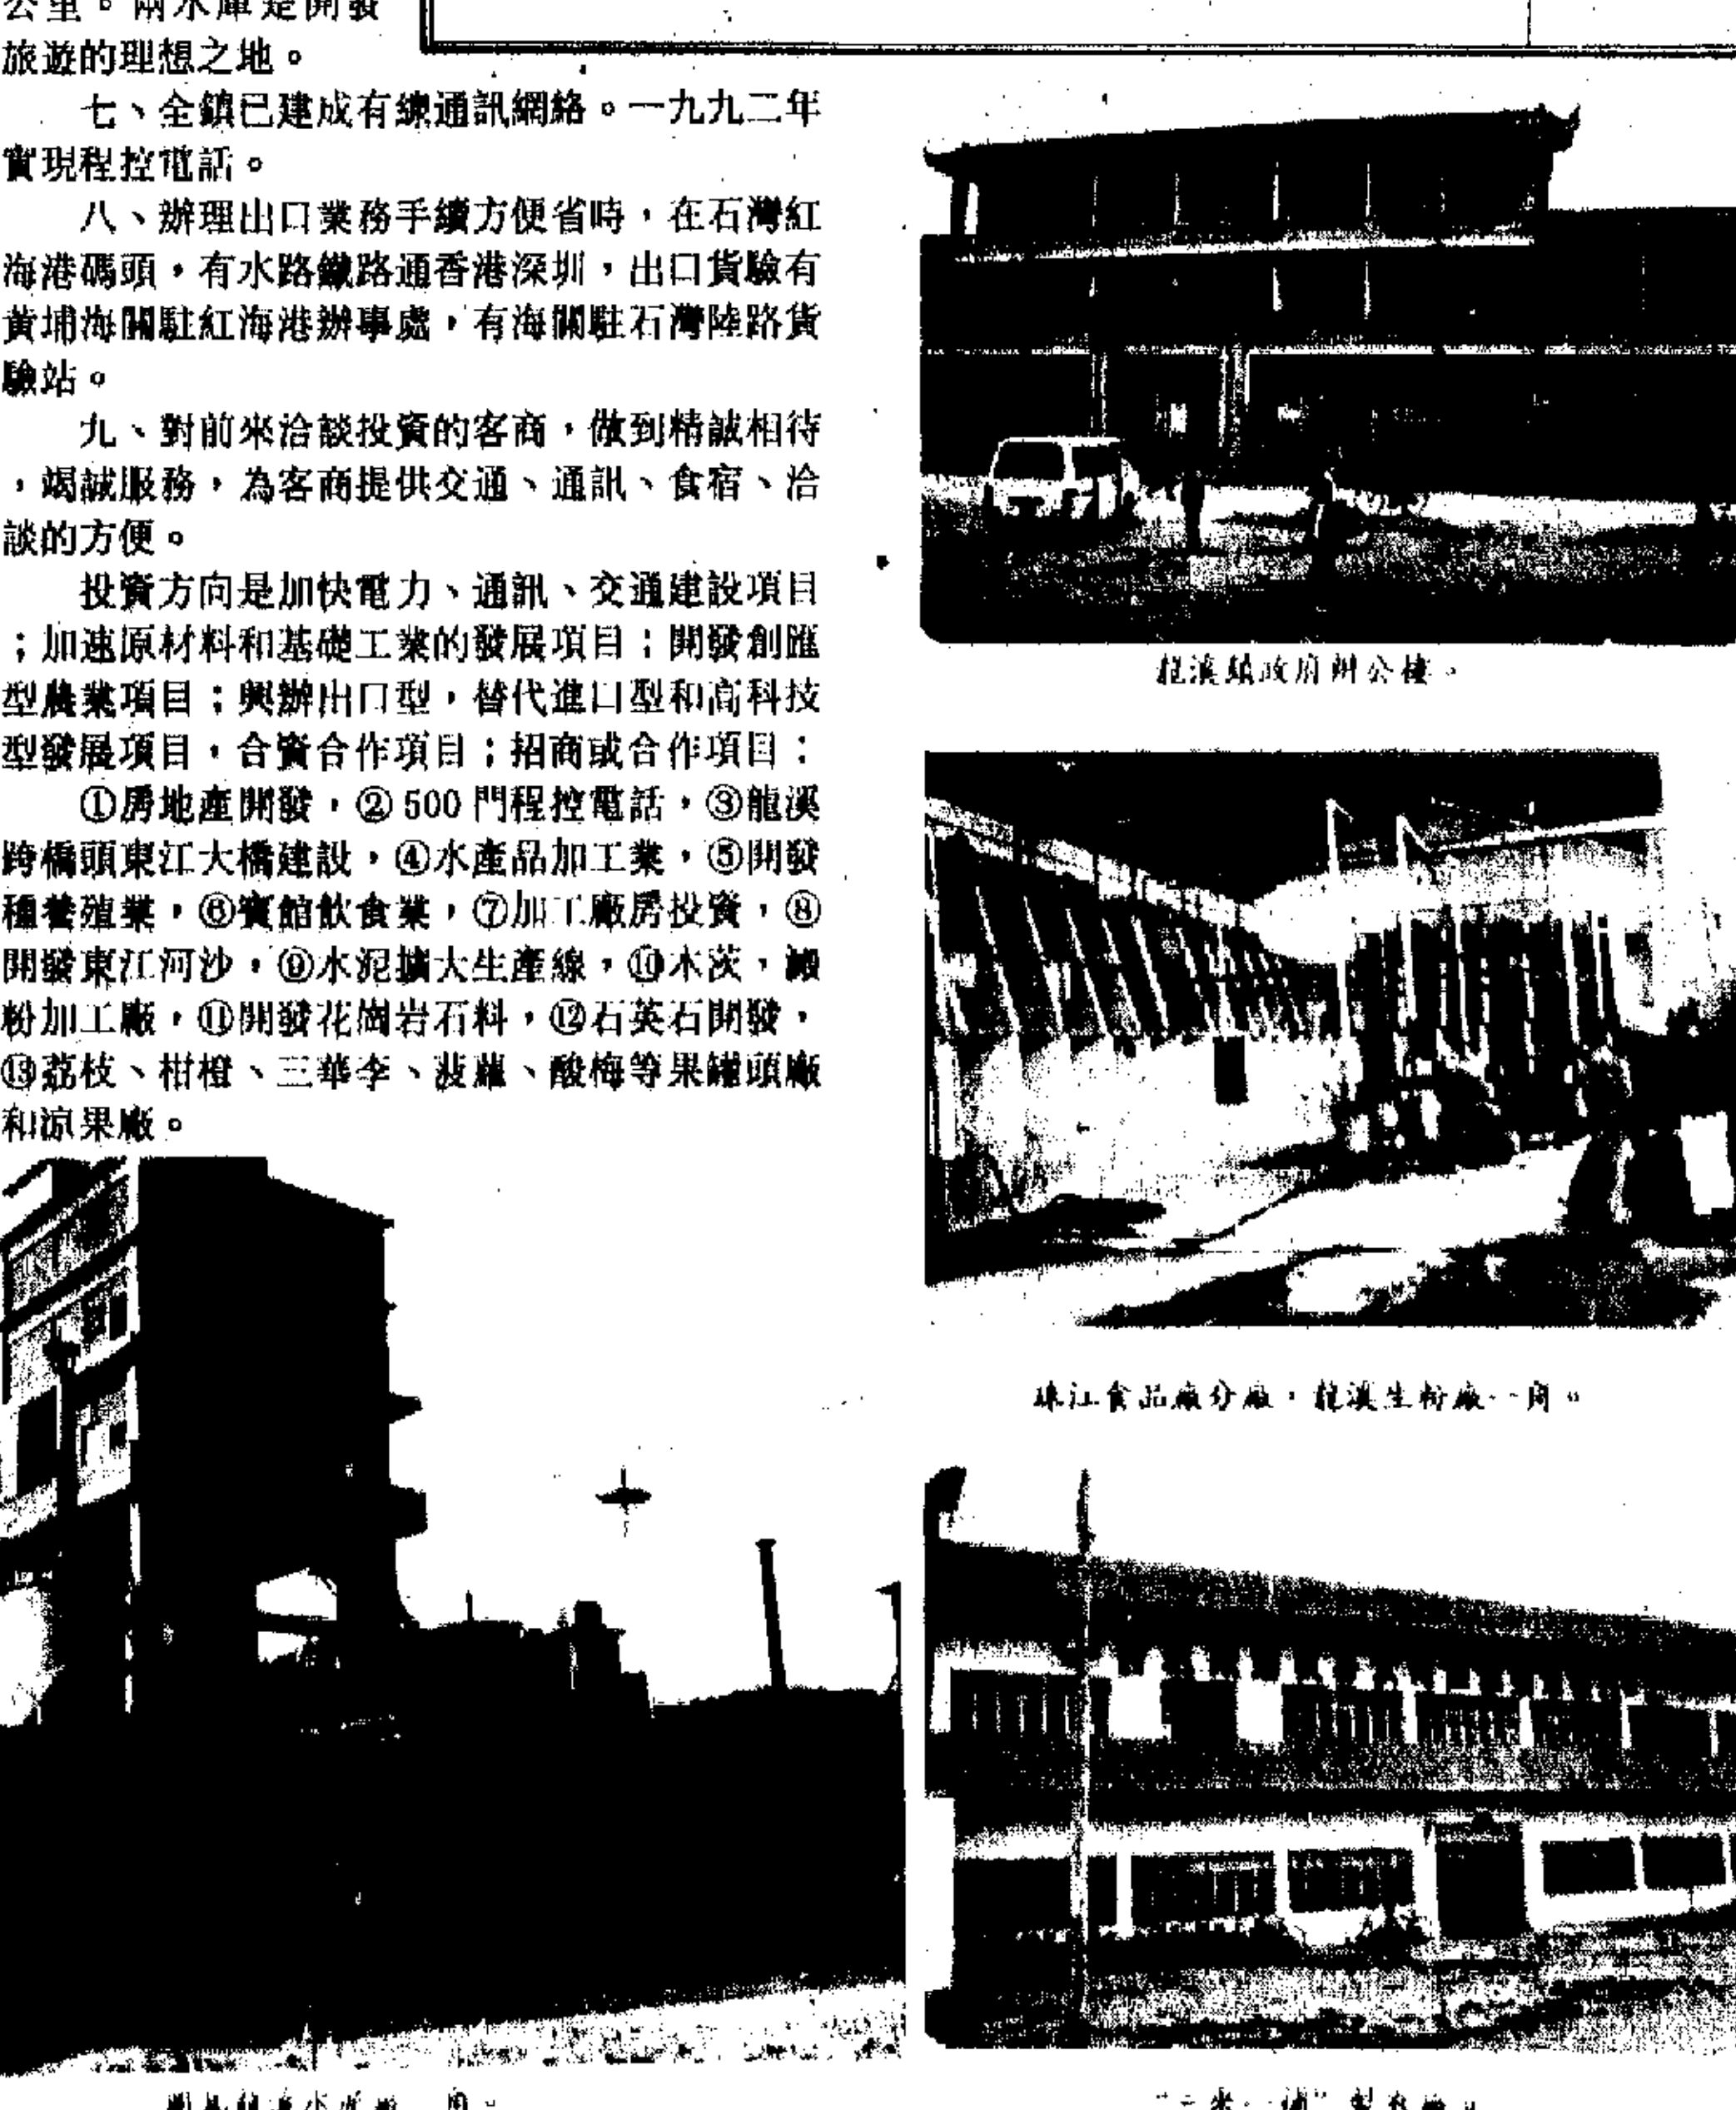 公里。兩水庫是開發
旅遊的理想之地。
七、全鎮已建成有線通訊網絡。一九九二年
實現程控電話。
八、辦理出口業務手續方便省時，在石灣紅
海港碼頭，有水路鐵路通香港深圳，出口貨驗有
黃埔海關駐紅海港辦事處，有海關駐石灣陸路貨
驗站。
九、對前來洽談投資的客商，做到精誠相待
，竭誠服務，為客商提供交通、通訊、食宿、洽
談的方便。
投資方向是加快電力、通訊、交通建設項目
；加速原材料和基礎工業的發展項目；開發創匯
型農業項目；興辦出口型，替代進口型和高科技
型發展項目，合資合作項目；招商或合作項目：
①房地產開發，②500門程控電話，③龍溪
跨橋頭東江大橋建設，④水產品加工業，⑤開發
種養殖業，⑥賓館飲食業，⑦加工廠房投資，⑧
開發東江河沙，⑨水泥擴大生產線，⑩木茨，澱
粉加工廠，⑪開發花崗岩石料，⑫石英石開發，
⑬荔枝、柑橙、三華李、菠蘿、酸梅等果罐頭廠
和涼果廠。
龍溪鎮政府辦公樓。
珠江食品廠分廠，龍溪生粉廠一角。